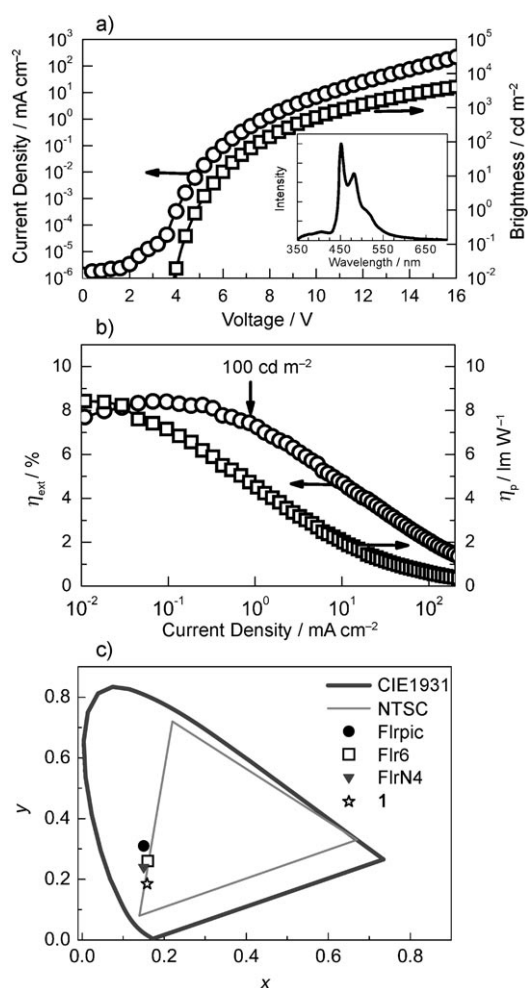 a)
10³
10²
10¹
10⁰
10⁻¹
10⁻²
10⁻³
10⁻⁴
10⁻⁵
10⁻⁶
Current Density / mA cm⁻²
10⁵
10⁴
10³
10²
10¹
10⁰
10⁻¹
10⁻²
Brightness / cd m⁻²
Intensity
350 450 550 650
Wavelength / nm
0 2 4 6 8 10 12 14 16
Voltage / V
b)
100 cd m⁻²
10
8
6
4
2
0
ηext / %
10
8
6
4
2
0
ηp / lm W⁻¹
10⁻² 10⁻¹ 10⁰ 10¹ 10²
Current Density / mA cm⁻²
c)
CIE1931
NTSC
FIrpic
FIr6
FIrN4
1
0.8
0.6
0.4
0.2
0.0
y
0.0 0.2 0.4 0.6 0.8
x